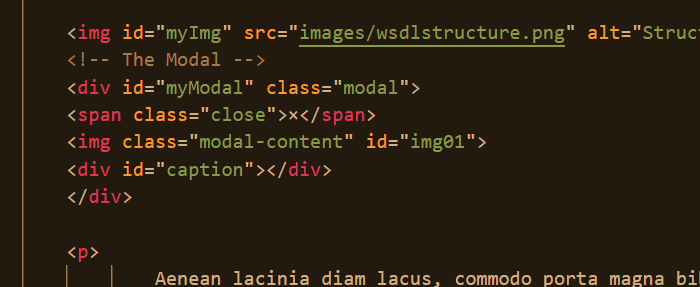 <img id="myImg" src="images/wsdlstructure.png" alt="Struc
<!-- The Modal -->
<div id="myModal" class="modal">
<span class="close">×</span>
<img class="modal-content" id="img01">
<div id="caption"></div>
</div>
<p>
Aenean lacinia diam lacus, commodo porta magna bi